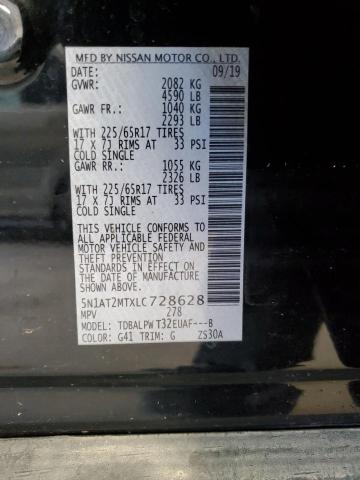 MFD BY NISSAN MOTOR CO., LTD.
DATE: 09/19
GVWR: 2082 KG
4590 LB
GAWR FR.: 1040 KG
2293 LB
WITH 225/65R17 TIRES
17 X 7J RIMS AT 33 PSI
COLD SINGLE
GAWR RR.: 1055 KG
2326 LB
WITH 225/65R17 TIRES
17 X 7J RIMS AT 33 PSI
COLD SINGLE
THIS VEHICLE CONFORMS TO
ALL APPLICABLE FEDERAL
MOTOR VEHICLE SAFETY
AND THEFT PREVENTION
STANDARDS IN EFFECT ON
THE DATE OF MANUFACTURE
SHOWN ABOVE.
5N1AT2MTXLC728628
MPV 278
MODEL: TDBALPWT32EUAF---B
COLOR: G41 TRIM: G ZS30A